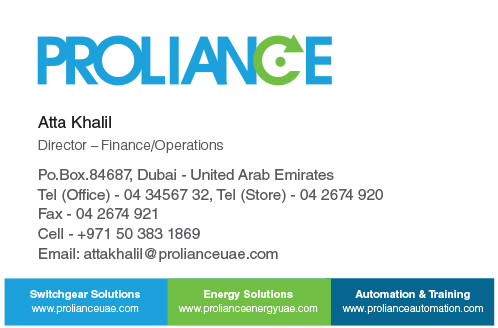 PROLIANCE
Atta Khalil
Director – Finance/Operations
Po.Box.84687, Dubai - United Arab Emirates
Tel (Office) - 04 34567 32, Tel (Store) - 04 2674 920
Fax - 04 2674 921
Cell - +971 50 383 1869
Email: attakhalil@prolianceuae.com
Switchgear Solutions
www.prolianceuae.com
Energy Solutions
www.prolianceenergyuae.com
Automation & Training
www.prolianceautomation.com